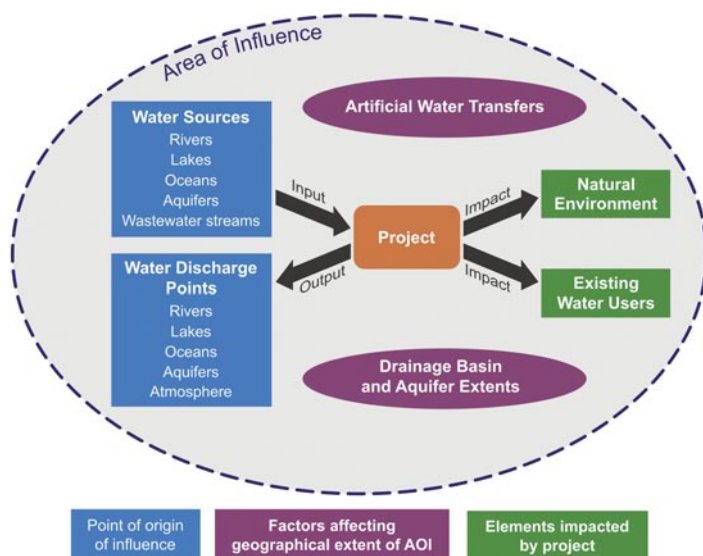 Area of Influence
Water Sources
Rivers
Lakes
Oceans
Aquifers
Wastewater streams
Artificial Water Transfers
Input
Project
Impact
Natural
Environment
Output
Impact
Water Discharge
Points
Rivers
Lakes
Oceans
Aquifers
Atmosphere
Existing
Water Users
Drainage Basin
and Aquifer Extents
Point of origin
of influence
Factors affecting
geographical extent of AOI
Elements impacted
by project